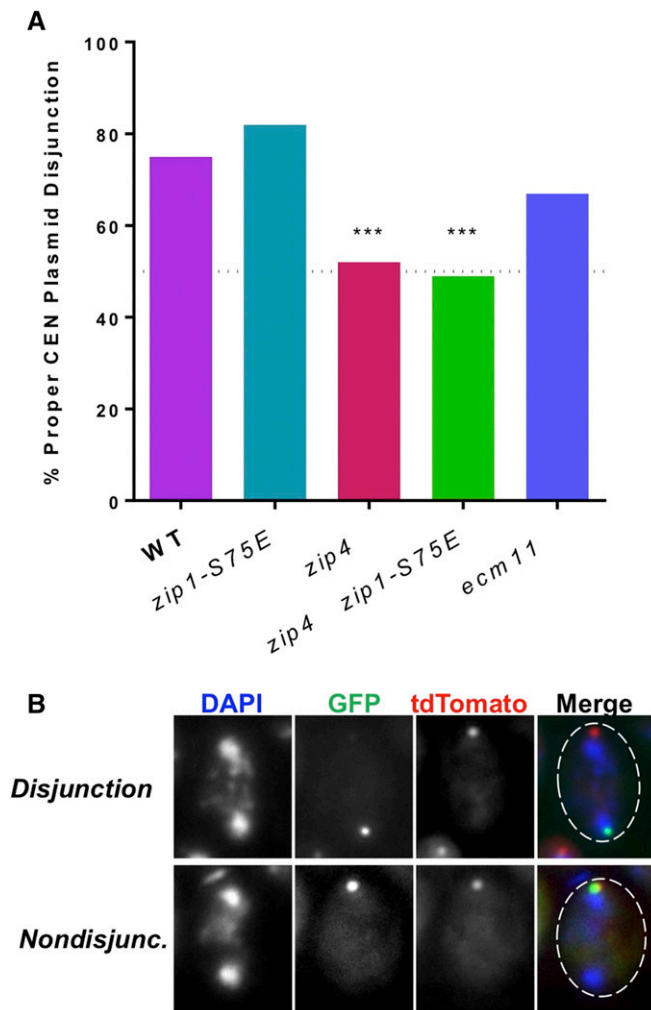 A
% Proper CEN Plasmid Disjunction
100
80
60
40
20
0
***
***
WT
zip1-S75E
zip4
zip4 zip1-S75E
ecm11
B
DAPI GFP tdTomato Merge
Disjunction
Nondisjunc.